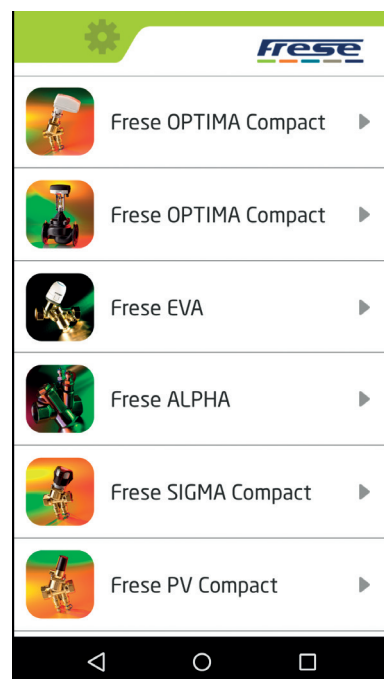 Frese
Frese OPTIMA Compact
Frese OPTIMA Compact
Frese EVA
Frese ALPHA
Frese SIGMA Compact
Frese PV Compact